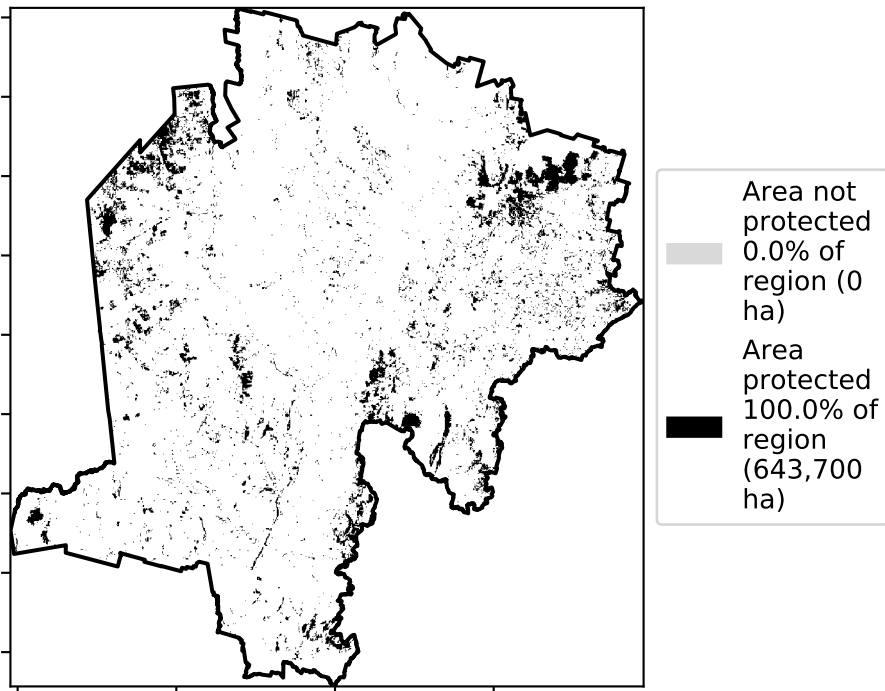 Area not
protected
0.0% of
region (0
ha)
Area
protected
100.0% of
region
(643,700
ha)